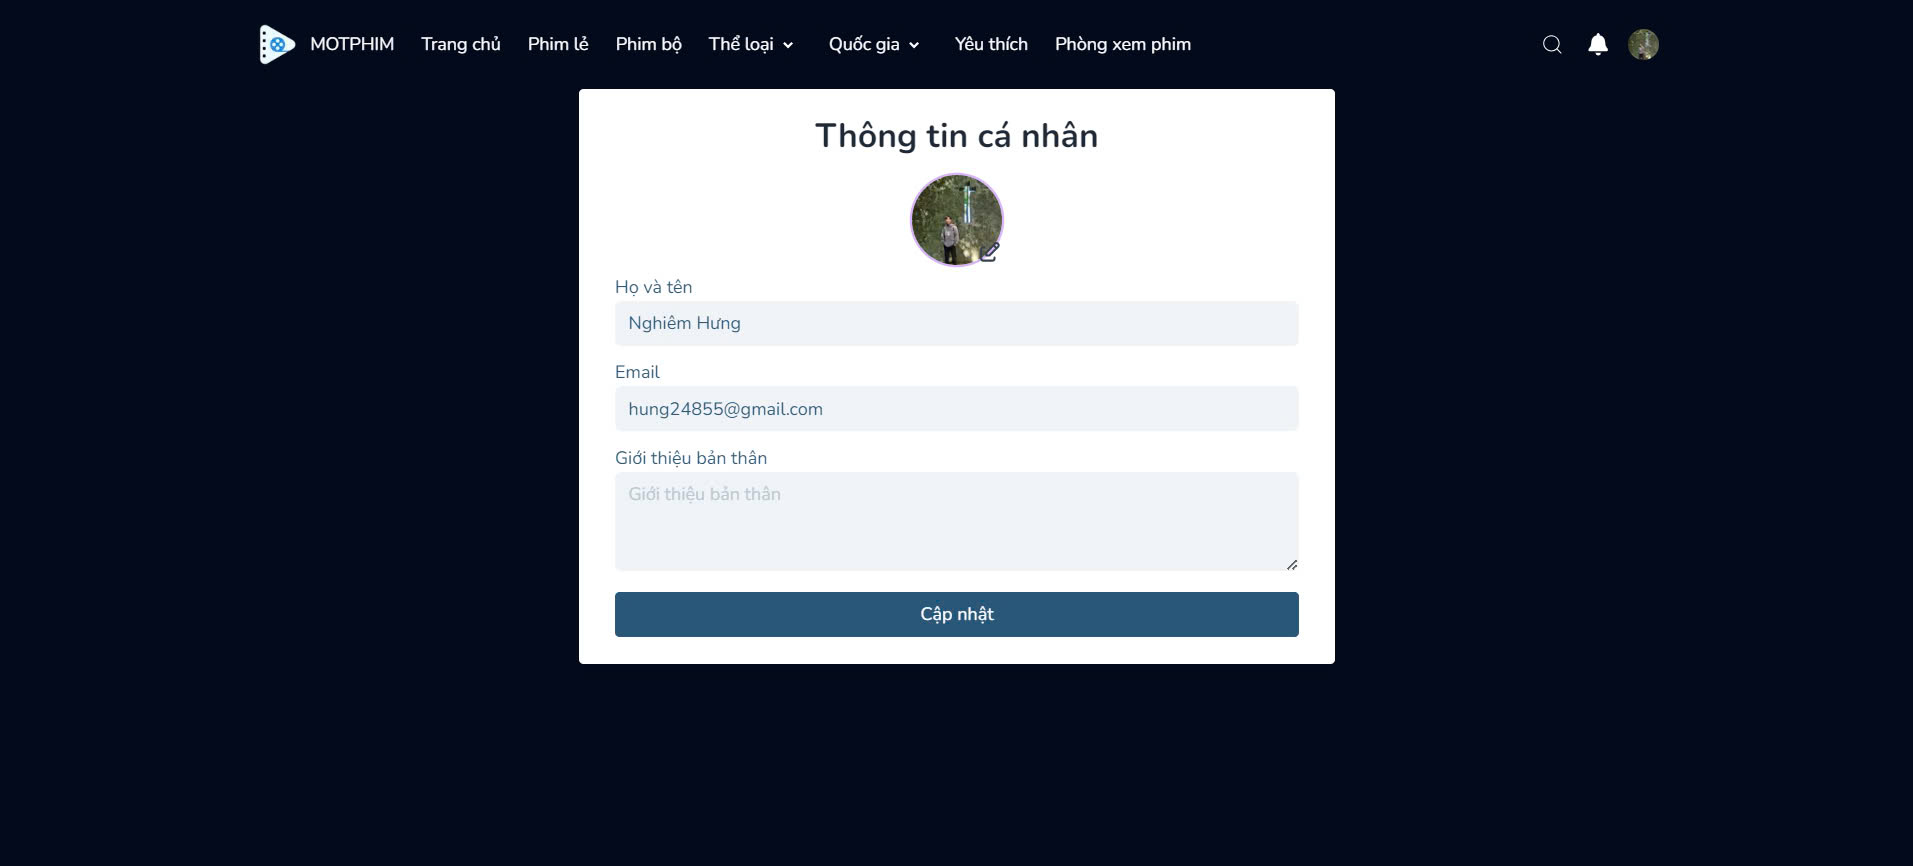 MOTPHIM Trang chủ Phim lẻ Phim bộ Thể loại Quốc gia Yêu thích Phòng xem phim
Thông tin cá nhân
Họ và tên
Nghiêm Hưng
Email
hung24855@gmail.com
Giới thiệu bản thân
Giới thiệu bản thân
Cập nhật